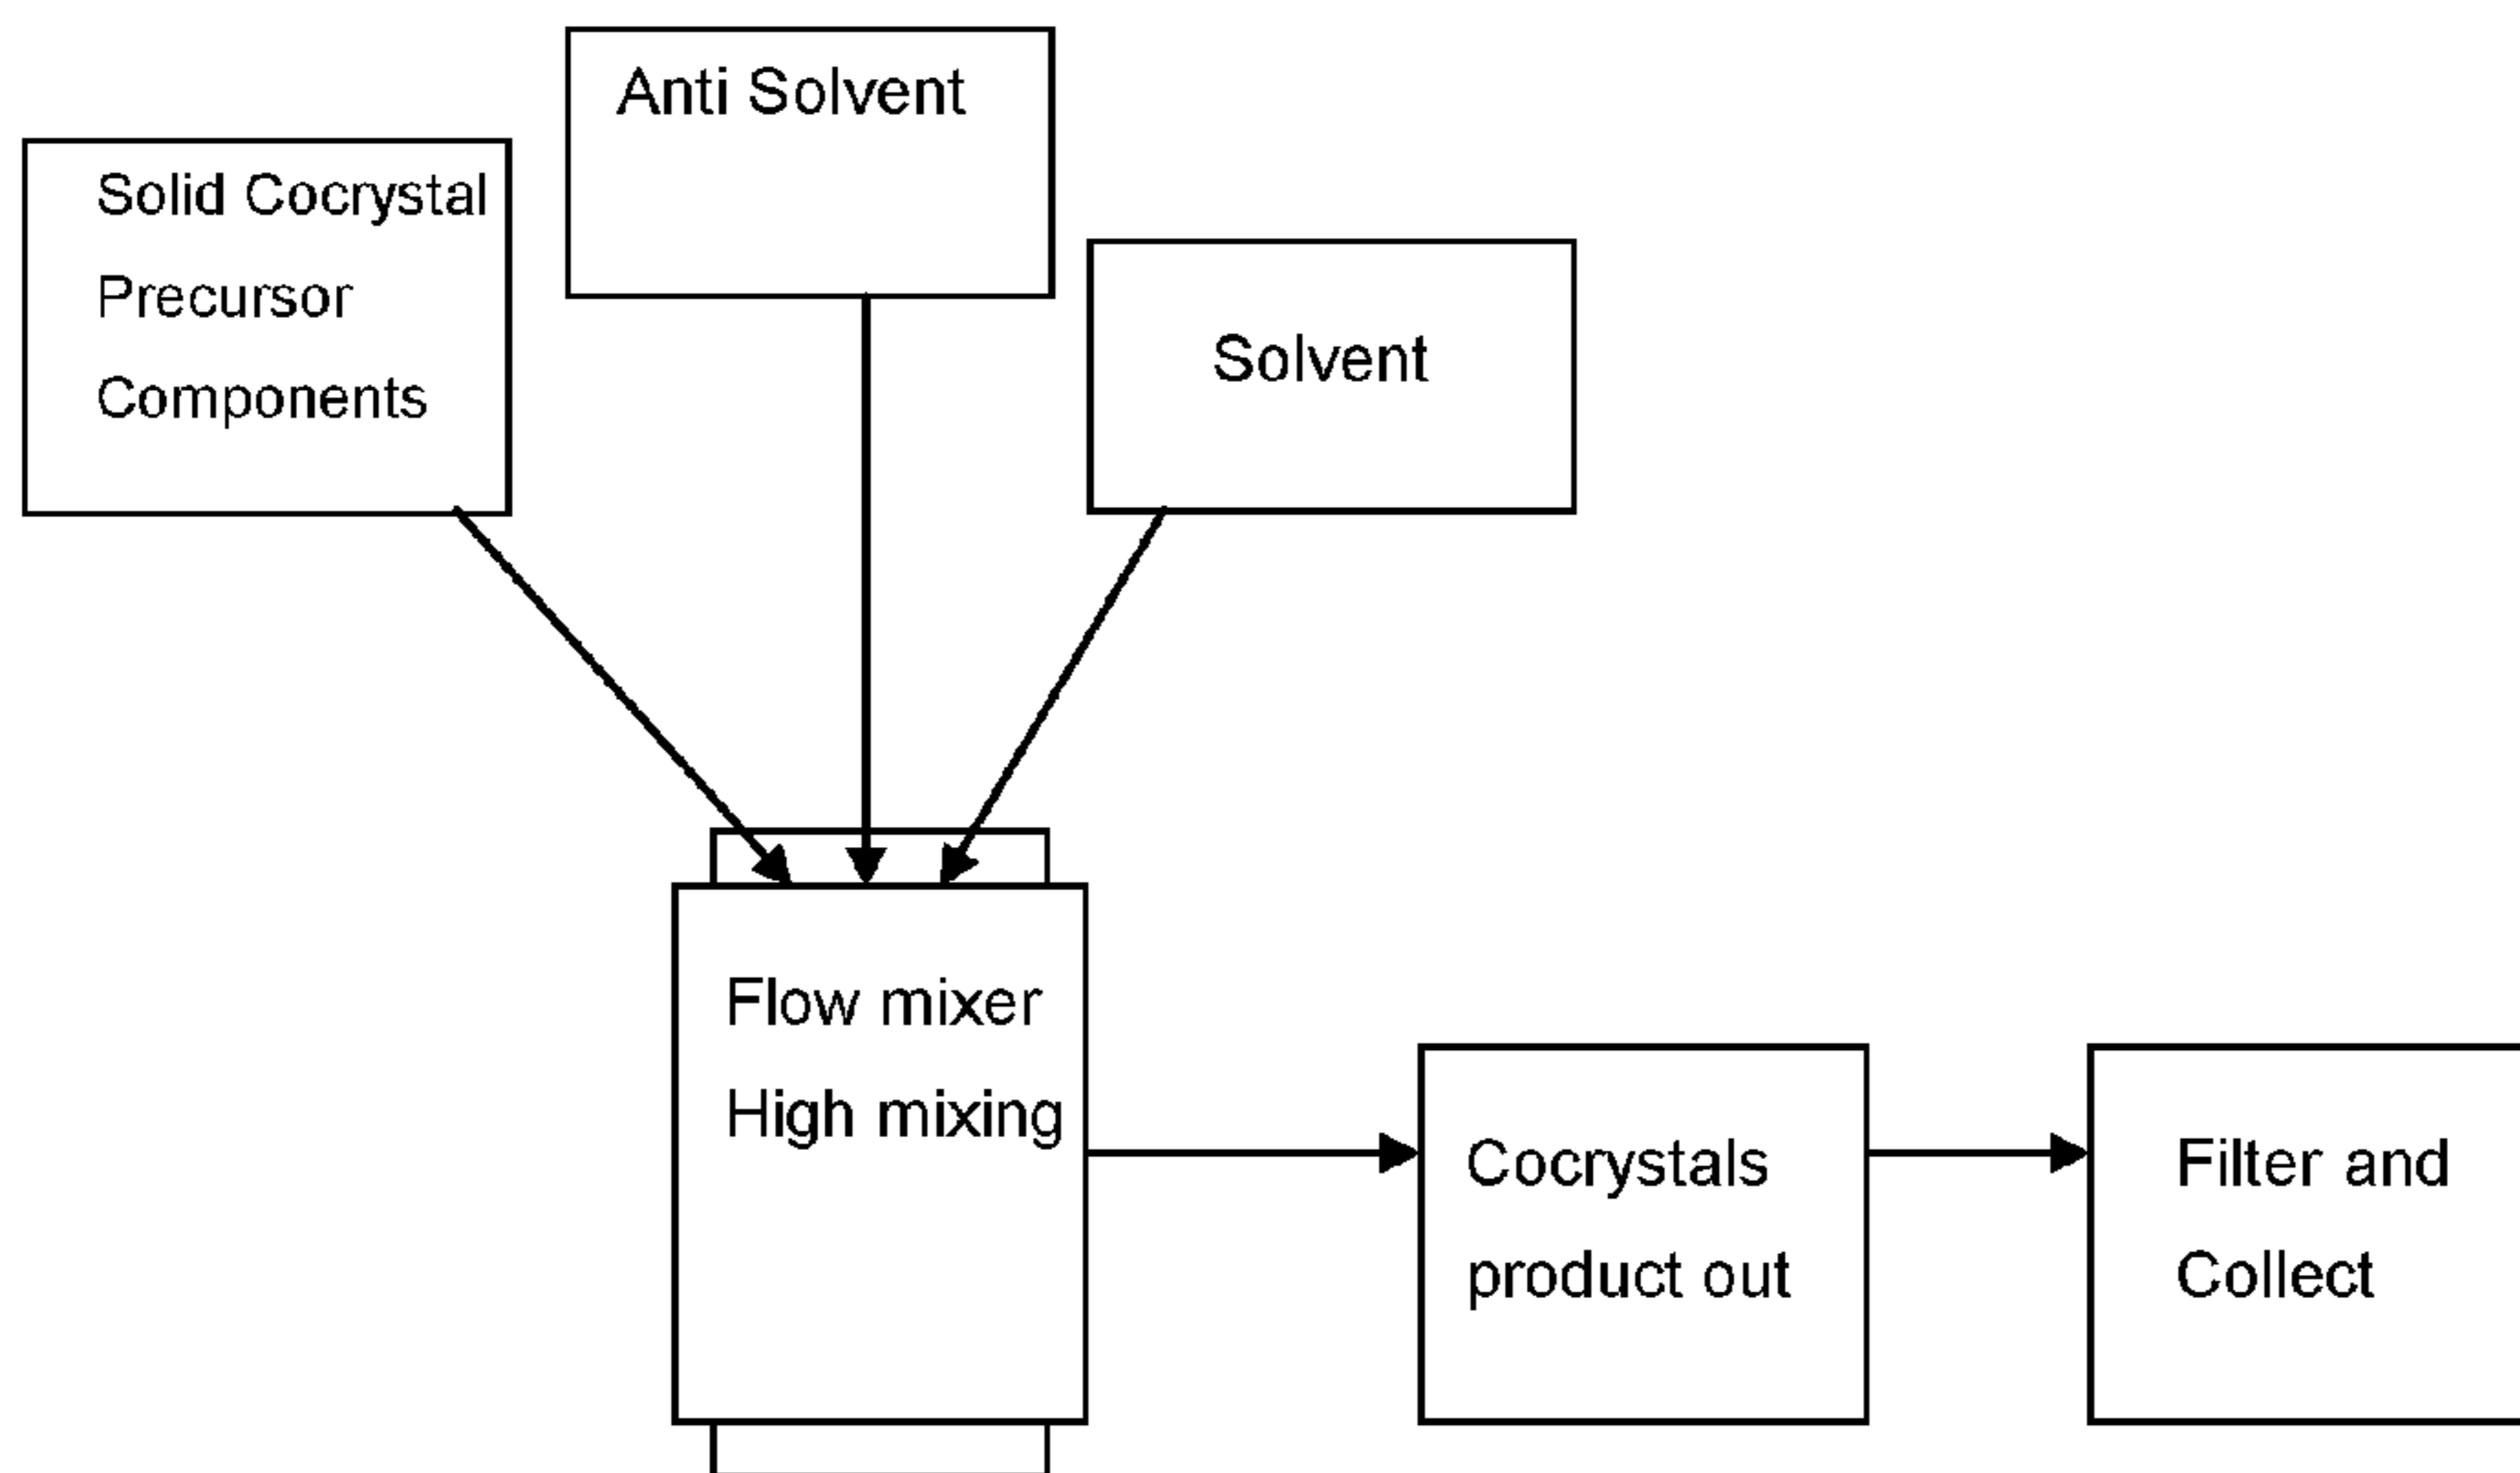 Anti Solvent
Solid Cocrystal
Precursor
Components
Solvent
Flow mixer
High mixing
Cocrystals
product out
Filter and
Collect